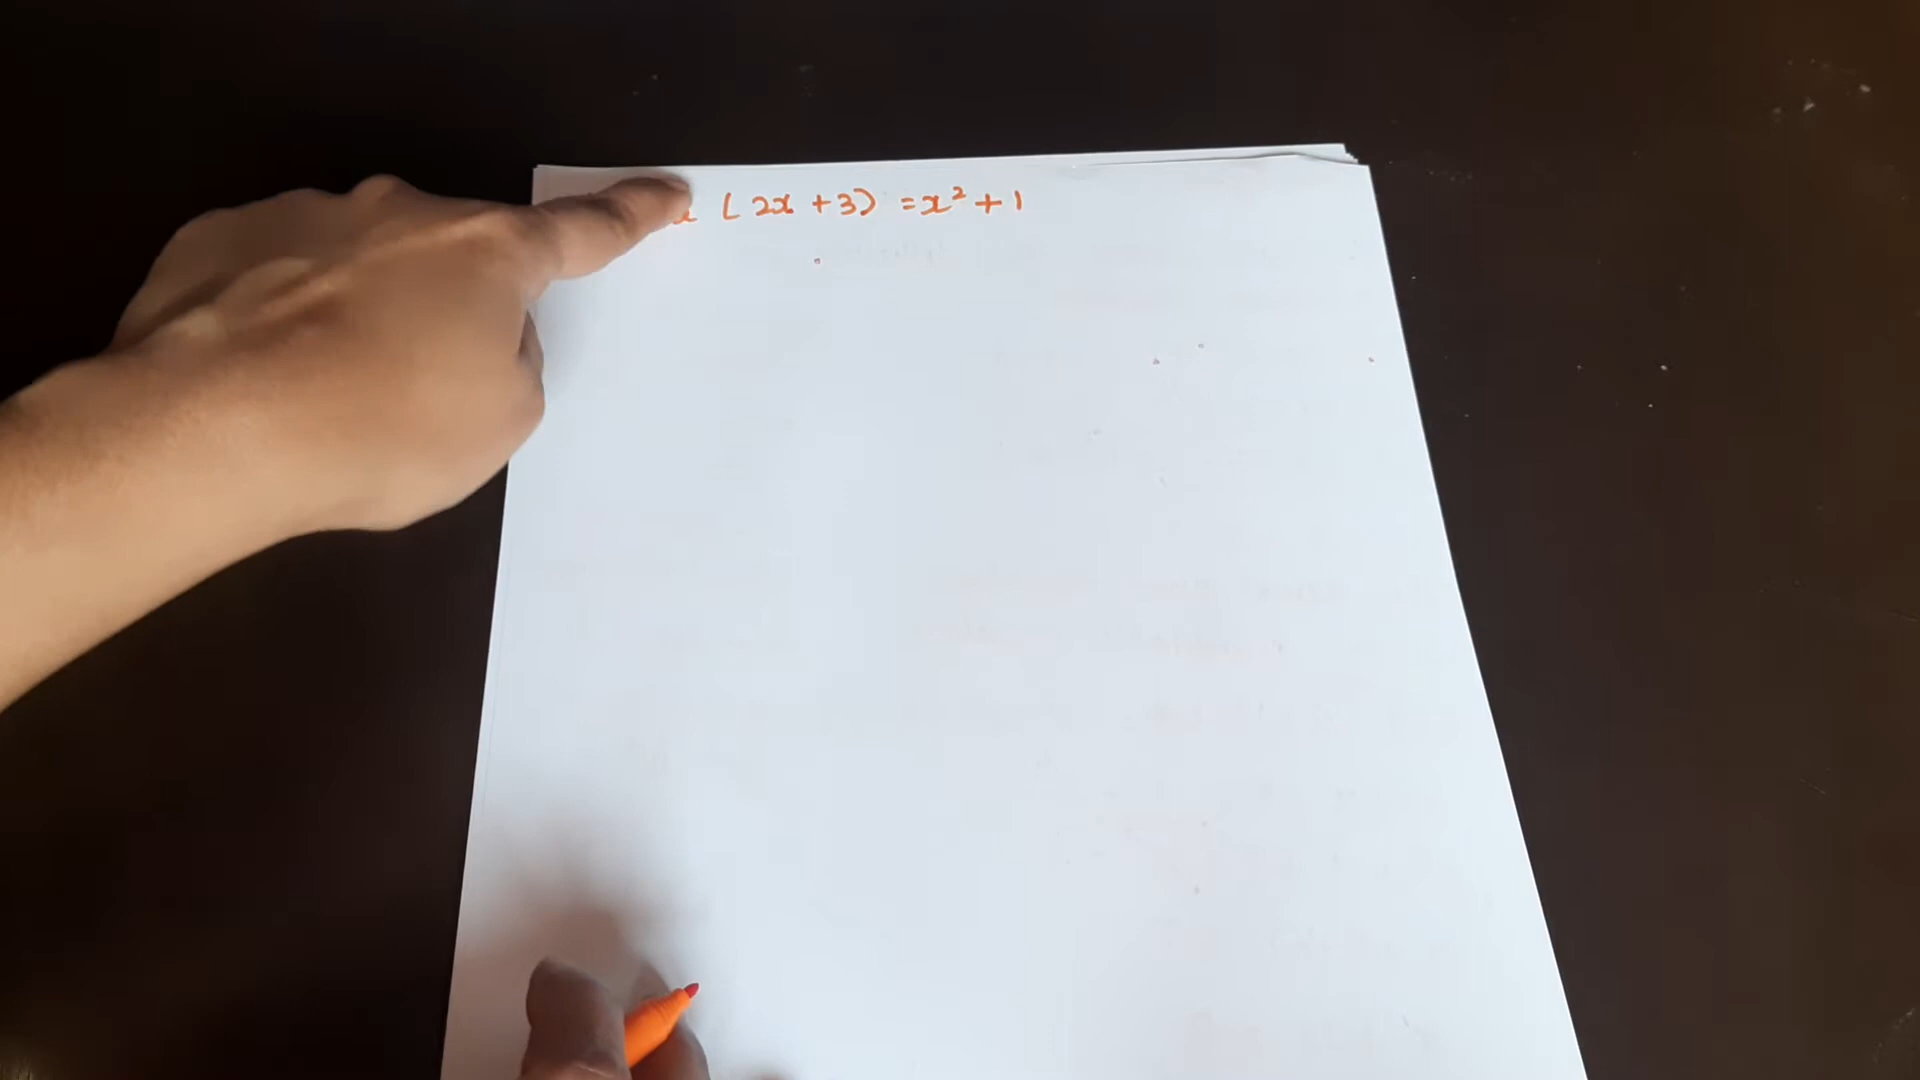 x (2x + 3) = x² + 1